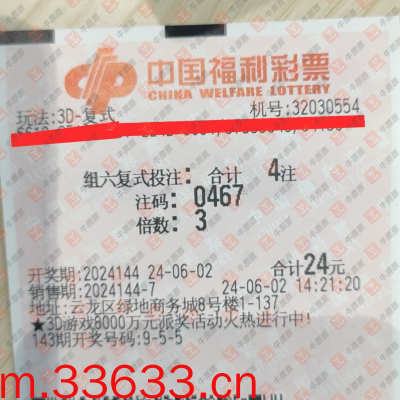 中国福利彩票
CHINA WELFARE LOTTERY
玩法:3D-复式 机号:32030554
组六复式投注: 合计 4注
注码: 0467
倍数: 3
开奖期:2024144 24-06-02 合计24元
销售期:2024144-7 24-06-02 14:21:20
地址:云龙区绿地商务城8号楼1-137
★3D游戏8000万元派奖活动火热进行中!
143期开奖号码:9-5-5
m.33633.cn